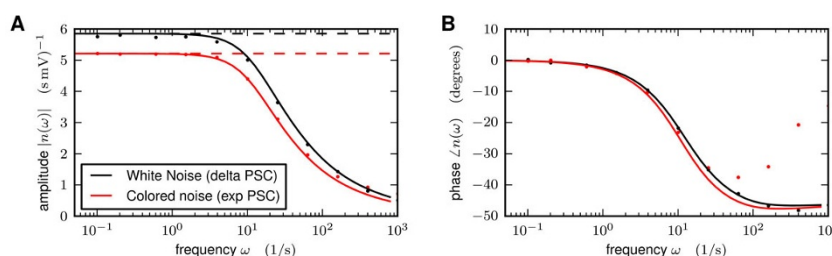 A
amplitude |n(ω)| (s mV)⁻¹
6
5
4
3
2
1
0
White Noise (delta PSC)
Colored noise (exp PSC)
10⁻¹ 10⁰ 10¹ 10² 10³
frequency ω (1/s)
B
phase ∠n(ω) (degrees)
10
0
−10
−20
−30
−40
−50
10⁻¹ 10⁰ 10¹ 10² 10³
frequency ω (1/s)